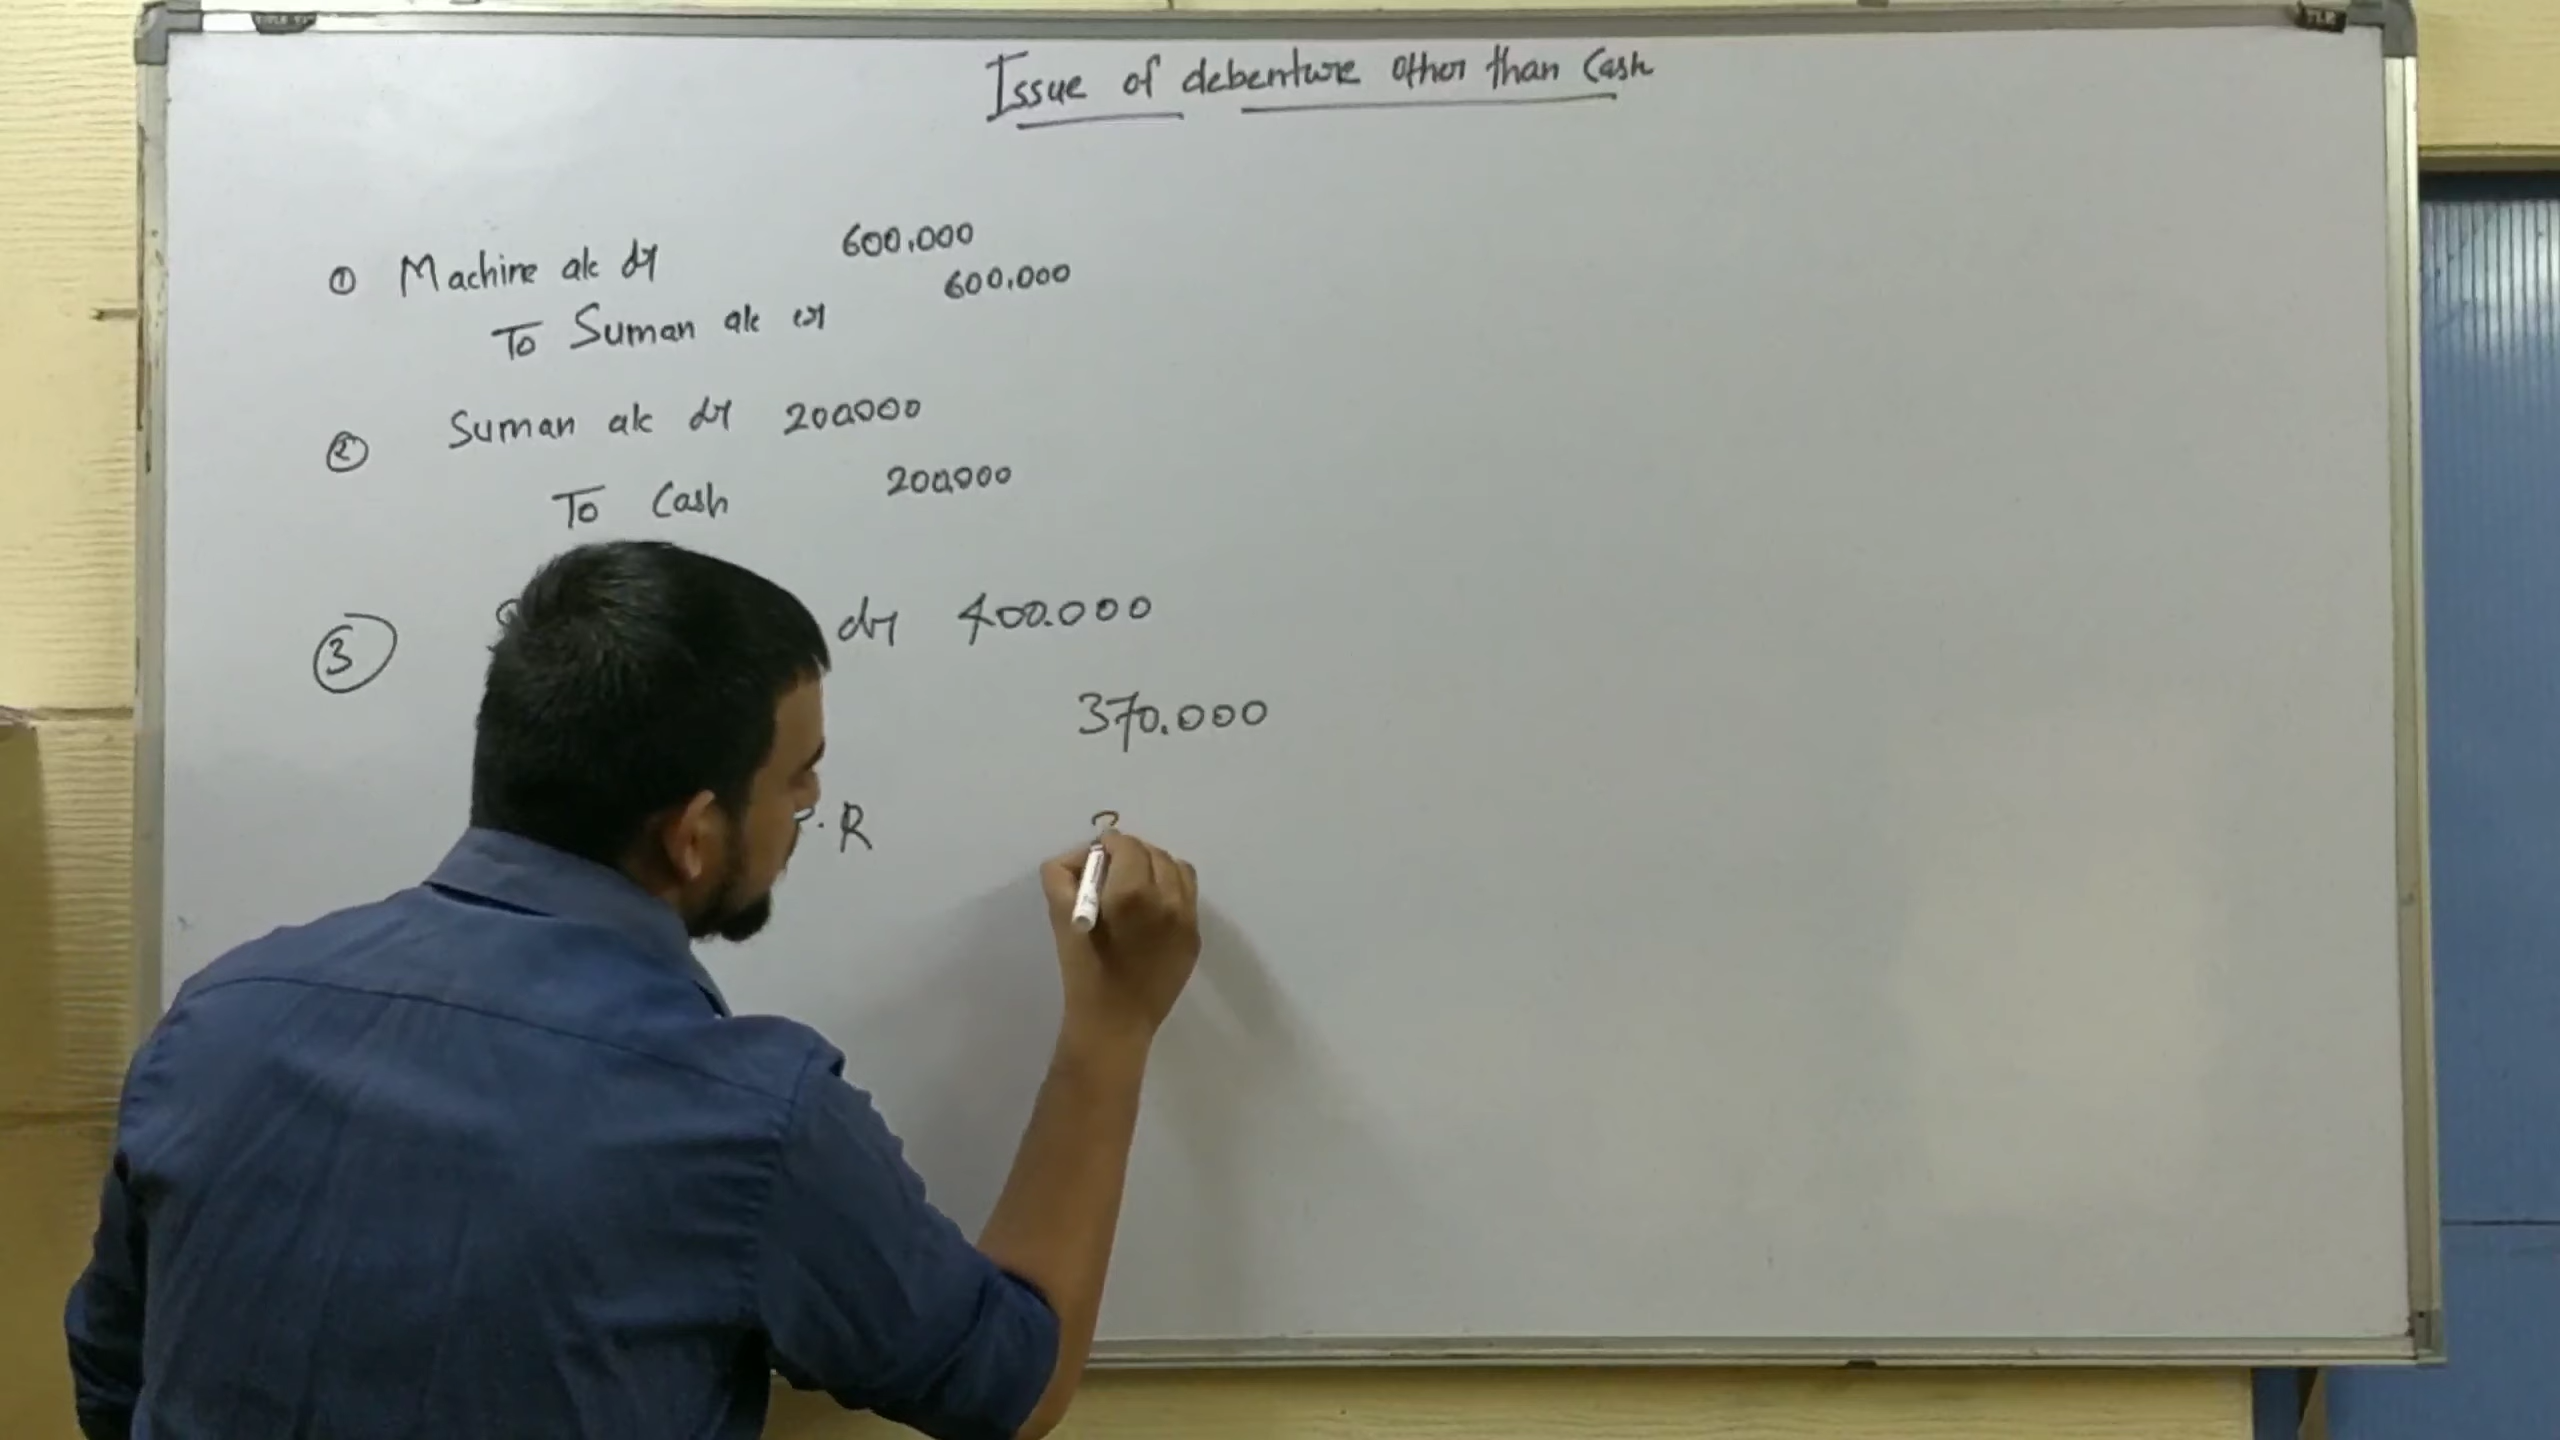 Issue of debenture other than Cash
① Machine a/c dr 600,000
To Suman a/c cr 600,000
② Suman a/c dr 200000
To Cash 200000
③ dr 400.000
370.000
P. R